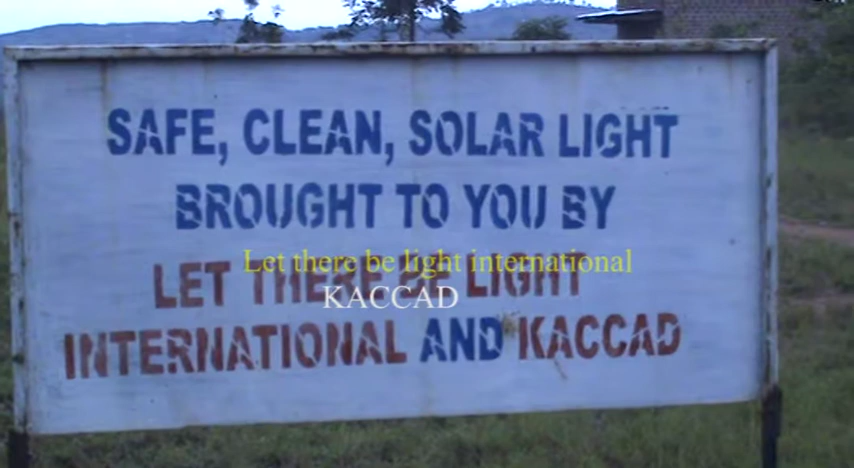 SAFE, CLEAN, SOLAR LIGHT
BROUGHT TO YOU BY
Let there be light international
LET THERE BE LIGHT
KACCAD
INTERNATIONAL AND KACCAD